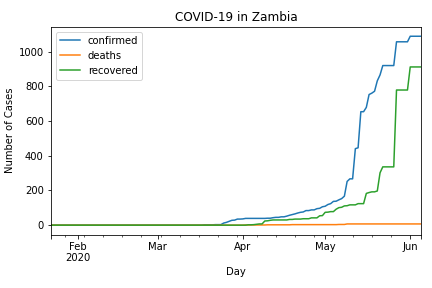 COVID-19 in Zambia
confirmed
deaths
recovered
Number of Cases
1000
800
600
400
200
0
Feb
2020
Mar
Apr
May
Jun
Day